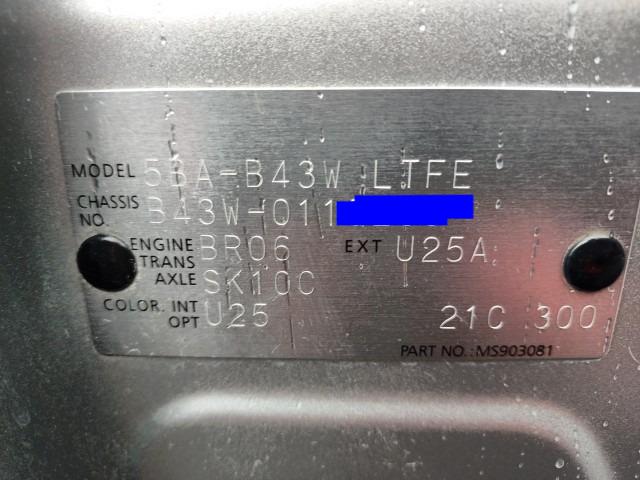 MODEL 5BA-B43W LTFE
CHASSIS NO. B43W-011
ENGINE BR06 EXT U25A
TRANS AXLE SK10C
COLOR. INT
OPT U25 21C 300
PART NO.: MS903081